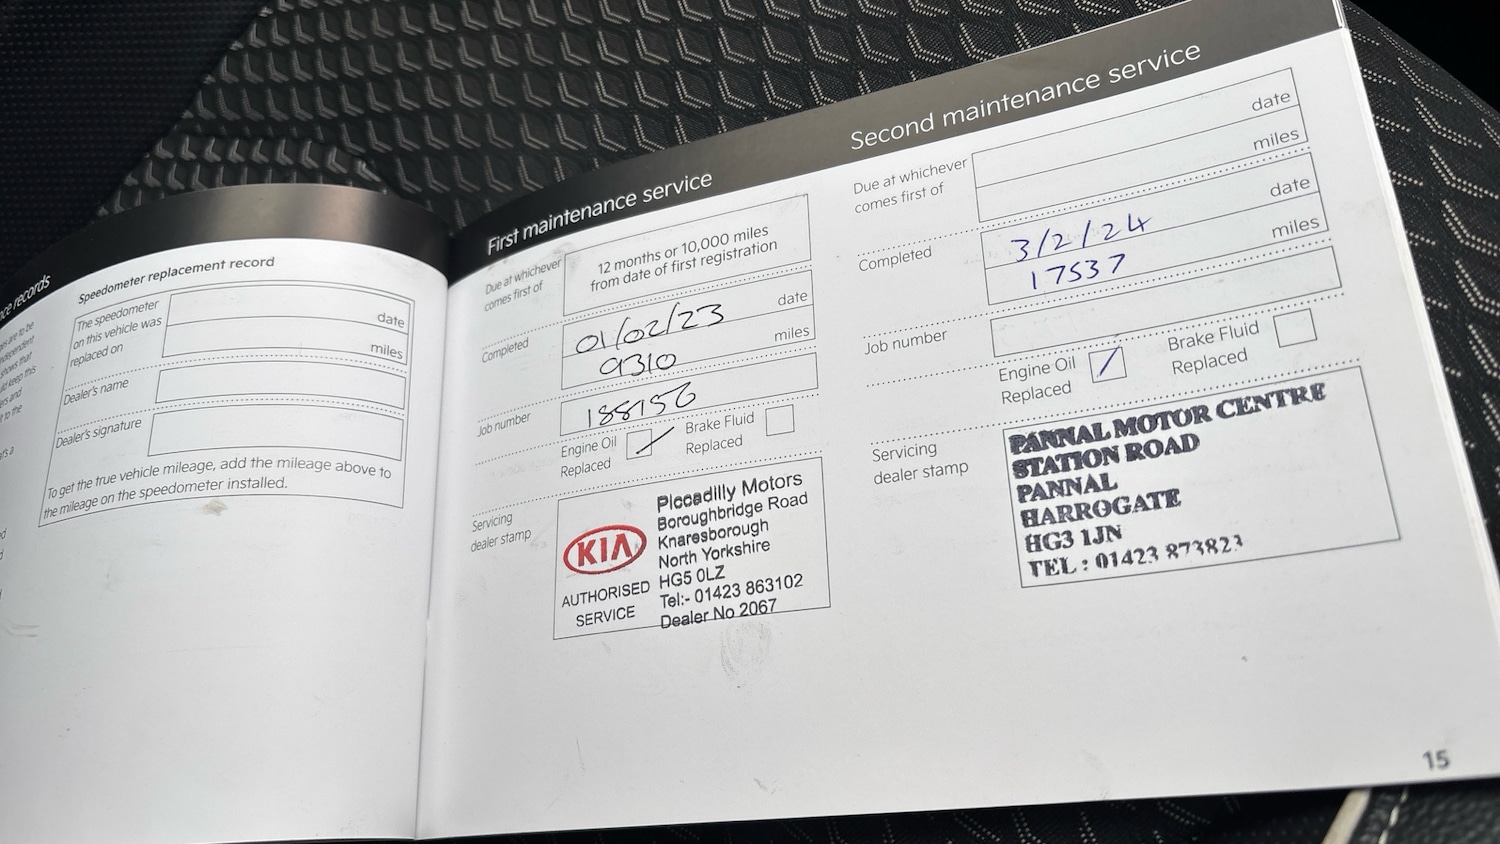 ce records
Speedometer replacement record
The speedometer
on this vehicle was
replaced on
date
miles
Dealer's name
Dealer's signature
To get the true vehicle mileage, add the mileage above to
the mileage on the speedometer installed.
First maintenance service
Due at whichever
comes first of
12 months or 10,000 miles
from date of first registration
Completed
01/02/23
date
9310
miles
Job number
188156
Engine Oil
Replaced
Brake Fluid
Replaced
Servicing
dealer stamp
KIA
AUTHORISED
SERVICE
Piccadilly Motors
Boroughbridge Road
Knaresborough
North Yorkshire
HG5 0LZ
Tel:- 01423 863102
Dealer No 2067
Second maintenance service
Due at whichever
comes first of
date
miles
Completed
3/2/24
date
17537
miles
Job number
Engine Oil
Replaced
Brake Fluid
Replaced
Servicing
dealer stamp
PANNAL MOTOR CENTRE
STATION ROAD
PANNAL
HARROGATE
HG3 1JN
TEL : 01423 873823
15